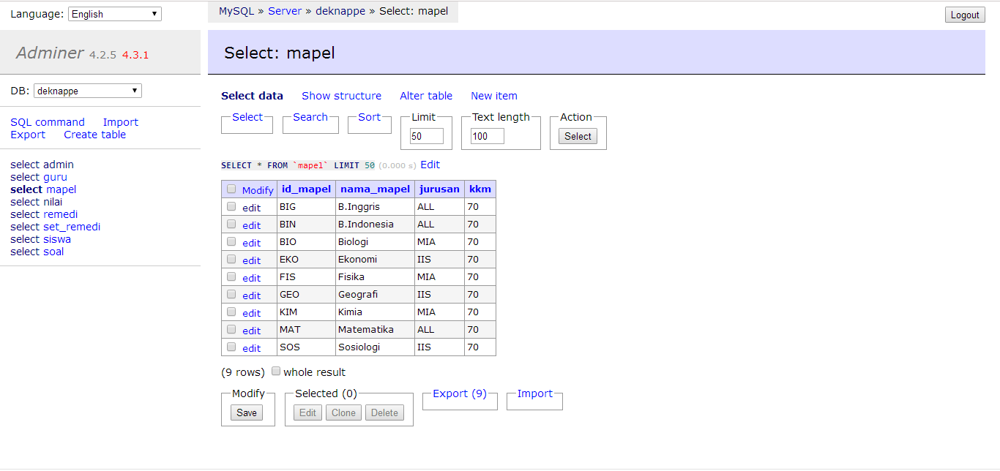 Language: English
MySQL » Server » deknappe » Select: mapel
Logout
Adminer 4.2.5 4.3.1
Select: mapel
DB: deknappe
SQL command Import
Export Create table
select admin
select guru
select mapel
select nilai
select remedi
select set_remedi
select siswa
select soal
Select data Show structure Alter table New item
Select Search Sort Limit Text length Action
50 100 Select
SELECT * FROM `mapel` LIMIT 50 (0.000 s) Edit
Modify id_mapel nama_mapel jurusan kkm
edit BIG B.Inggris ALL 70
edit BIN B.Indonesia ALL 70
edit BIO Biologi MIA 70
edit EKO Ekonomi IIS 70
edit FIS Fisika MIA 70
edit GEO Geografi IIS 70
edit KIM Kimia MIA 70
edit MAT Matematika ALL 70
edit SOS Sosiologi IIS 70
(9 rows) whole result
Modify Selected (0) Export (9) Import
Save Edit Clone Delete